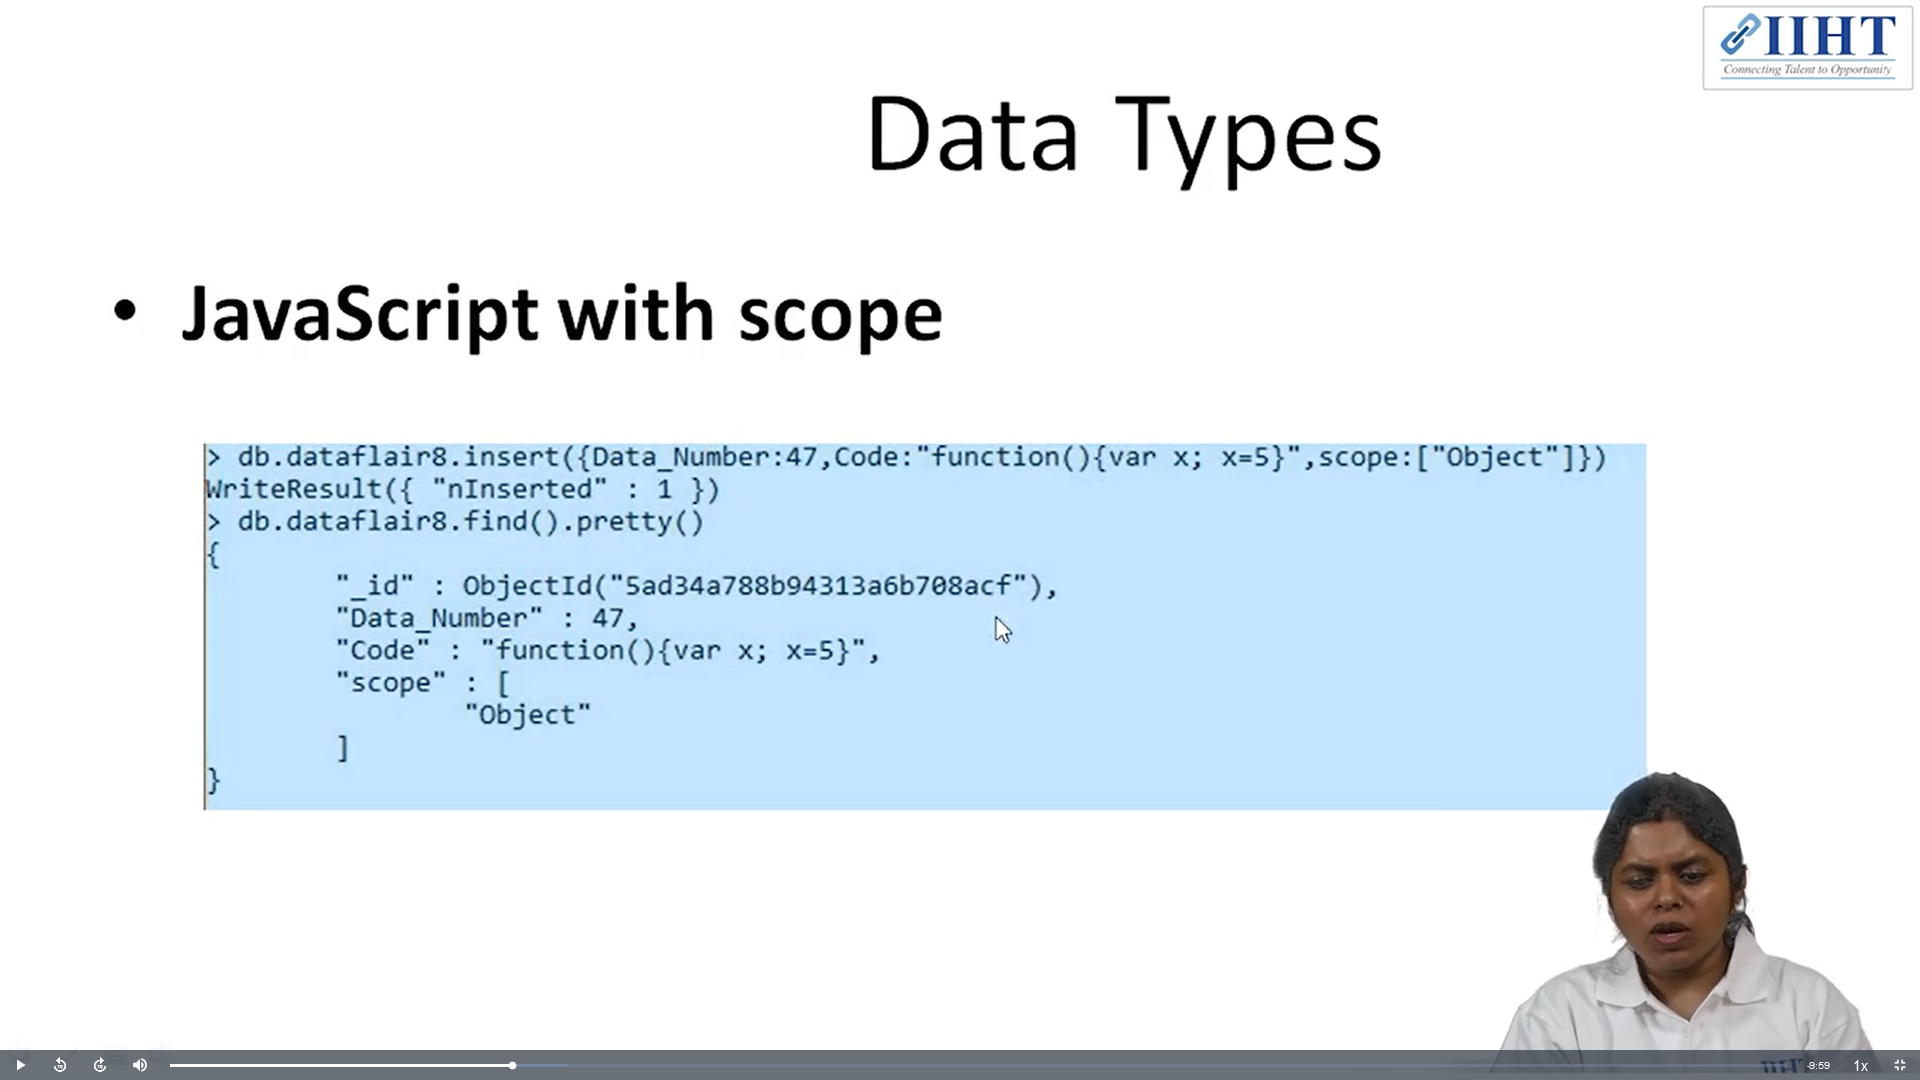 IIHT
Connecting Talent to Opportunity
Data Types
• JavaScript with scope
> db.dataflair8.insert({Data_Number:47,Code:"function(){var x; x=5}",scope:["Object"]})
WriteResult({ "nInserted" : 1 })
> db.dataflair8.find().pretty()
{
"_id" : ObjectId("5ad34a788b94313a6b708acf"),
"Data_Number" : 47,
"Code" : "function(){var x; x=5}",
"scope" : [
"Object"
]
}
IIHT
-9:59 1x